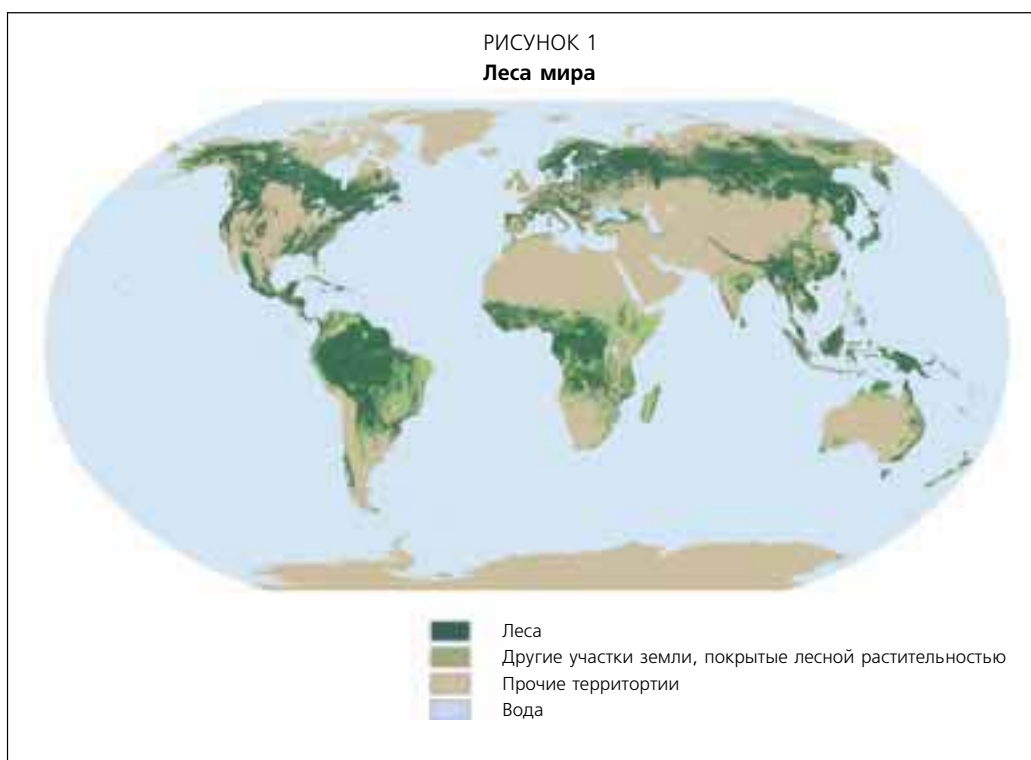 РИСУНОК 1
Леса мира
Леса
Другие участки земли, покрытые лесной растительностью
Прочие территортии
Вода